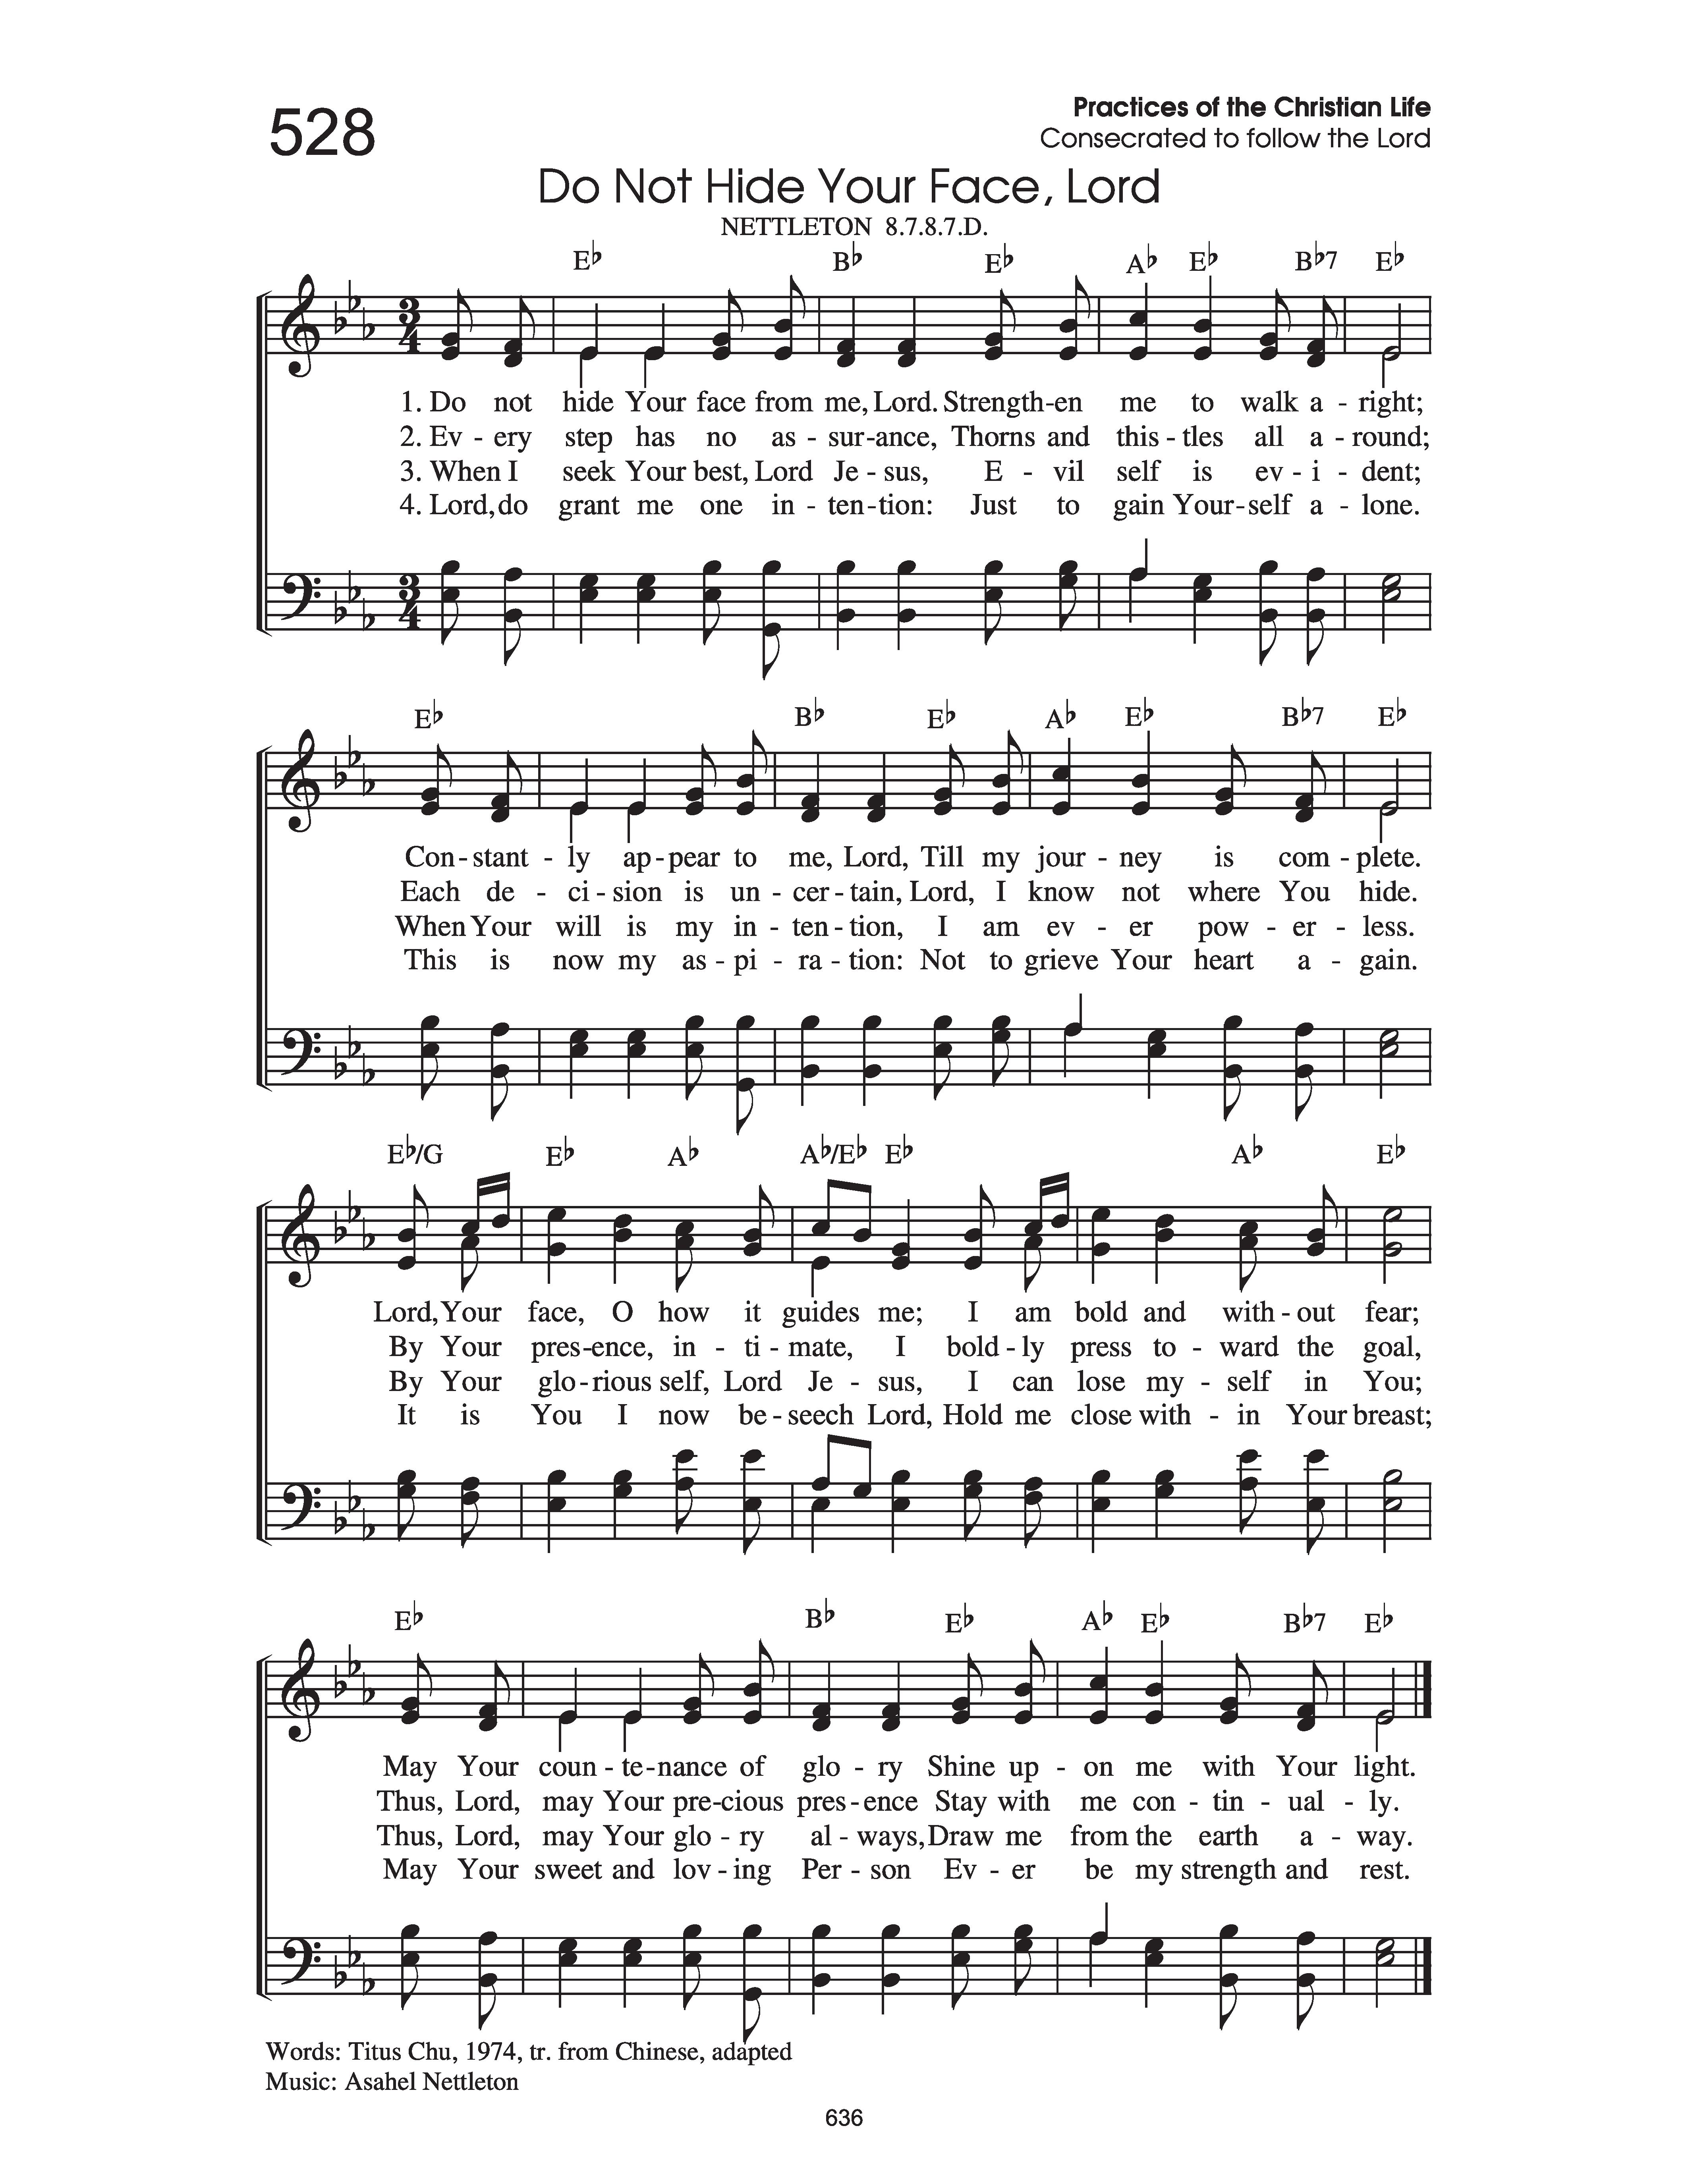 528
Practices of the Christian Life
Consecrated to follow the Lord
Do Not Hide Your Face, Lord
NETTLETON 8.7.8.7.D.
E♭ B♭ E♭ A♭ E♭ B♭7 E♭
3 4
1. Do not hide Your face from me, Lord. Strength-en me to walk a - right;
2. Ev - ery step has no as - sur-ance, Thorns and this - tles all a - round;
3. When I seek Your best, Lord Je - sus, E - vil self is ev - i - dent;
4. Lord, do grant me one in - ten-tion: Just to gain Your-self a - lone.
3 4
E♭ B♭ E♭ A♭ E♭ B♭7 E♭
Con - stant - ly ap - pear to me, Lord, Till my jour - ney is com - plete.
Each de - ci - sion is un - cer - tain, Lord, I know not where You hide.
When Your will is my in - ten - tion, I am ev - er pow - er - less.
This is now my as - pi - ra - tion: Not to grieve Your heart a - gain.
E♭/G E♭ A♭ A♭/E♭ E♭ A♭ E♭
Lord, Your face, O how it guides me; I am bold and with - out fear;
By Your pres-ence, in - ti - mate, I bold - ly press to - ward the goal,
By Your glo - rious self, Lord Je - sus, I can lose my - self in You;
It is You I now be - seech Lord, Hold me close with - in Your breast;
E♭ B♭ E♭ A♭ E♭ B♭7 E♭
May Your coun - te-nance of glo - ry Shine up - on me with Your light.
Thus, Lord, may Your pre-cious pres - ence Stay with me con - tin - ual - ly.
Thus, Lord, may Your glo - ry al - ways, Draw me from the earth a - way.
May Your sweet and lov - ing Per - son Ev - er be my strength and rest.
Words: Titus Chu, 1974, tr. from Chinese, adapted
Music: Asahel Nettleton
636